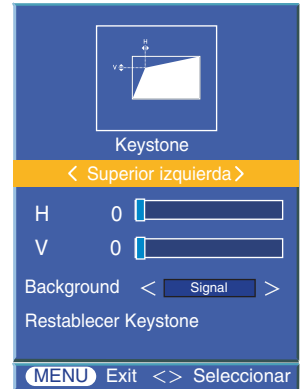 H
V
Keystone
< Superior izquierda >
H 0
V 0
Background < Signal >
Restablecer Keystone
MENU Exit <> Seleccionar